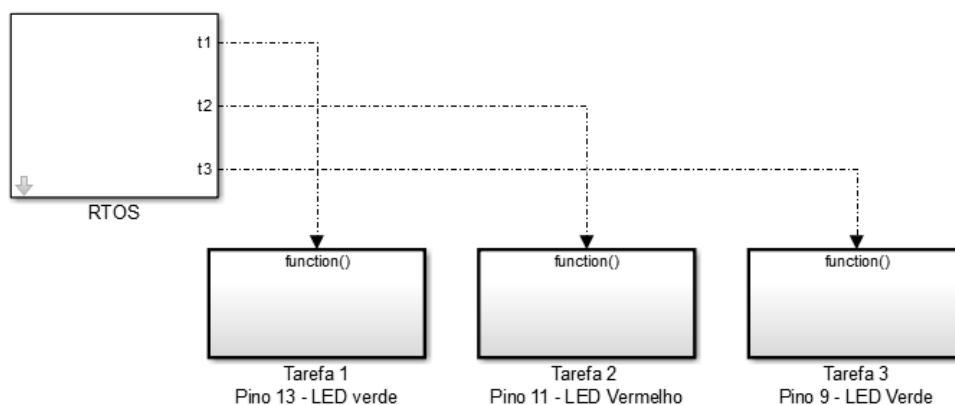 t1
t2
t3
RTOS
function()
function()
function()
Tarefa 1
Pino 13 - LED verde
Tarefa 2
Pino 11 - LED Vermelho
Tarefa 3
Pino 9 - LED Verde